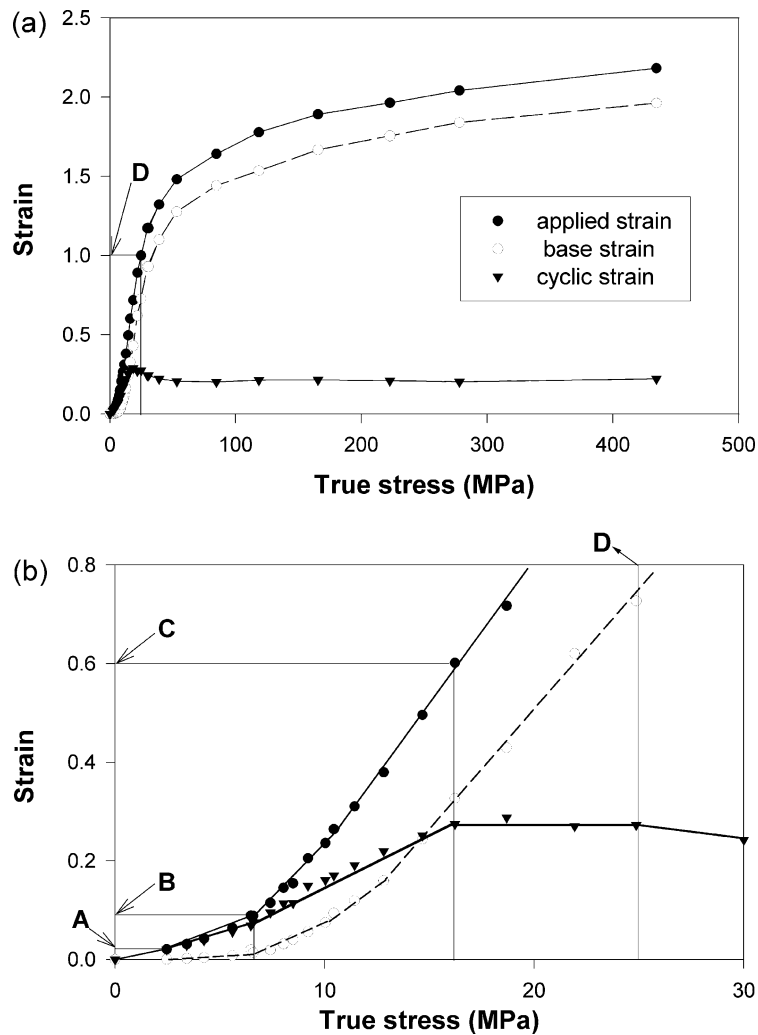 (a)
2.5
2.0
1.5
1.0
0.5
0.0
Strain
D
applied strain
base strain
cyclic strain
0 100 200 300 400 500
True stress (MPa)
(b)
0.8
0.6
0.4
0.2
0.0
Strain
D
C
B
A
0 10 20 30
True stress (MPa)